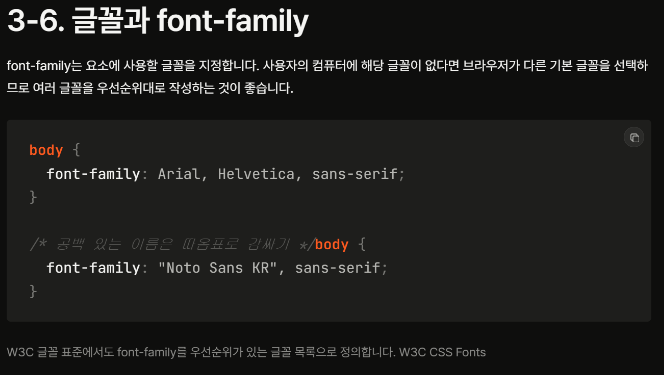 3-6. 글꼴과 font-family
font-family는 요소에 사용할 글꼴을 지정합니다. 사용자의 컴퓨터에 해당 글꼴이 없다면 브라우저가 다른 기본 글꼴을 선택하
므로 여러 글꼴을 우선순위대로 작성하는 것이 좋습니다.
body {
  font-family: Arial, Helvetica, sans-serif;
}
/* 공백 있는 이름은 따옴표로 감싸기 */body {
  font-family: "Noto Sans KR", sans-serif;
}
W3C 글꼴 표준에서도 font-family를 우선순위가 있는 글꼴 목록으로 정의합니다. W3C CSS Fonts